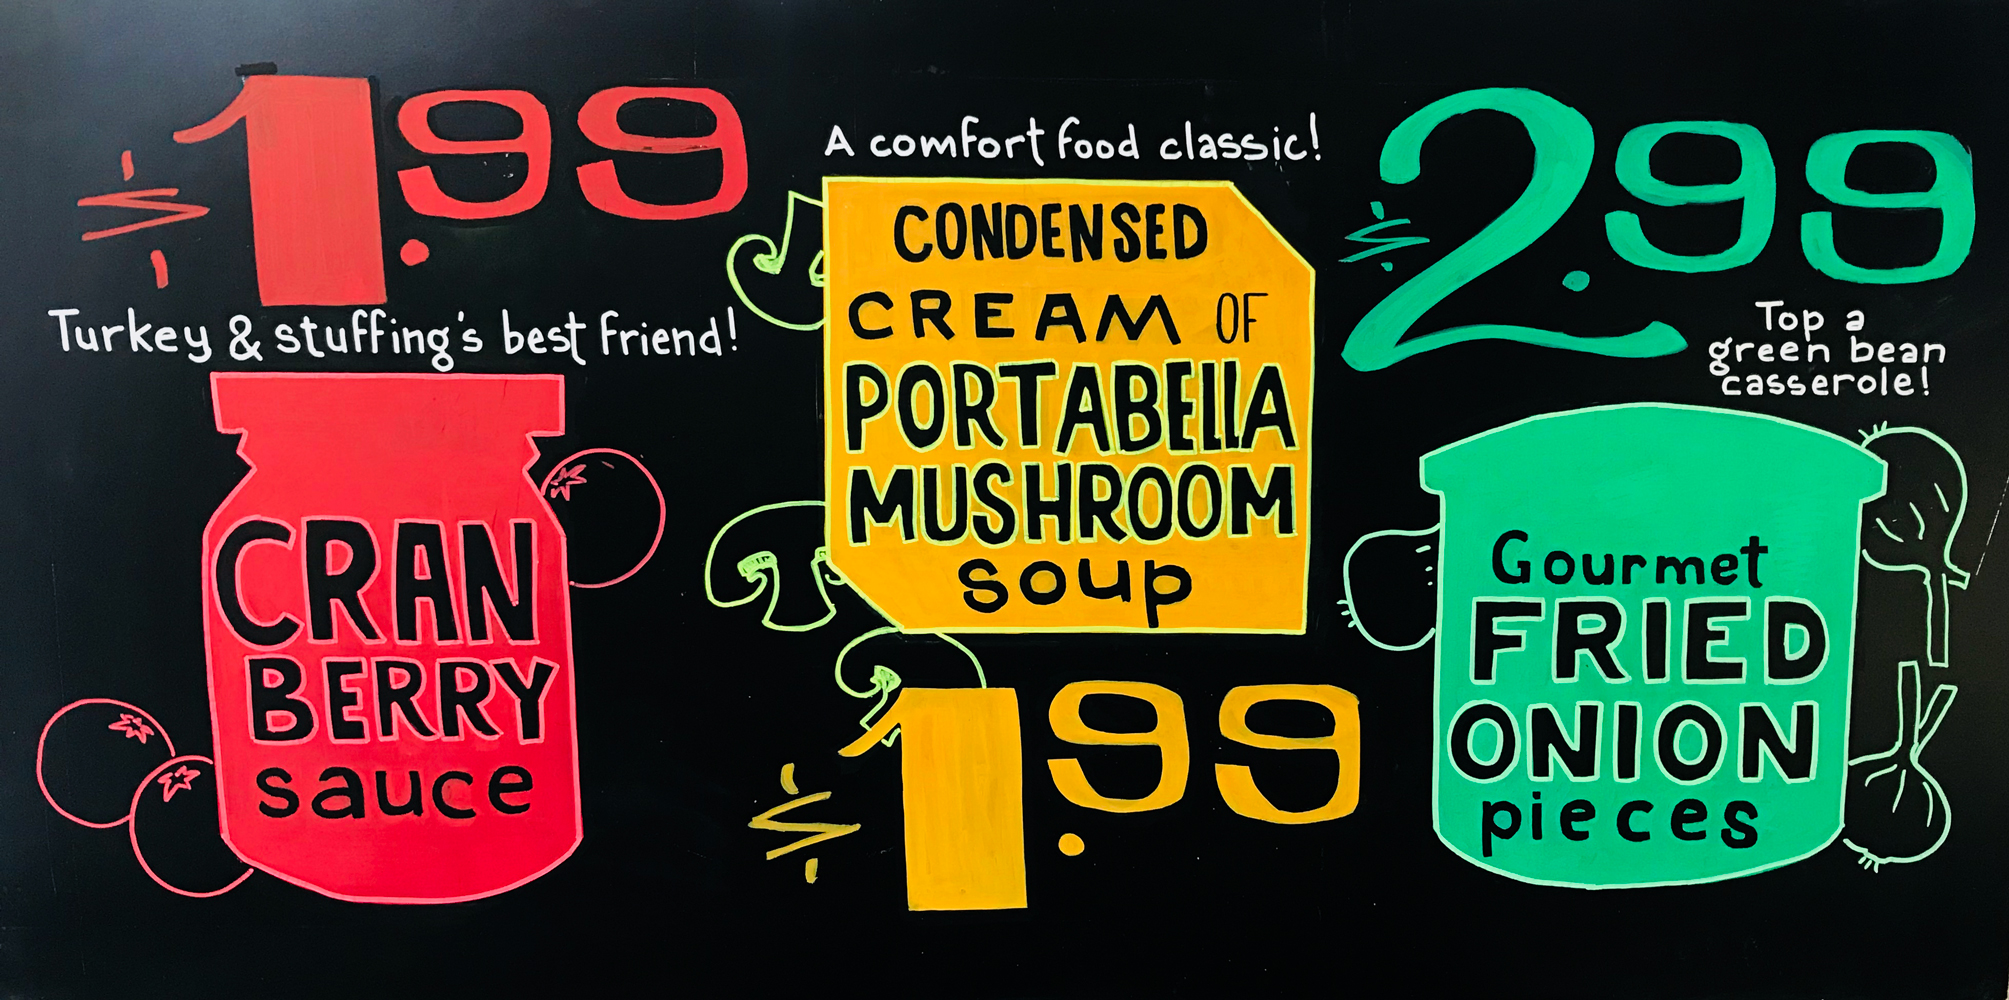 $1.99
Turkey & stuffing's best friend!
CRAN
BERRY
sauce
A comfort food classic!
CONDENSED
CREAM OF
PORTABELLA
MUSHROOM
soup
$1.99
$2.99
Top a
green bean
casserole!
Gourmet
FRIED
ONION
pieces